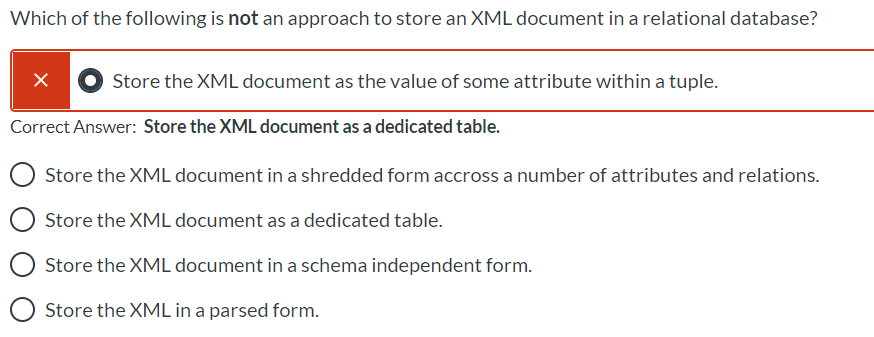 Which of the following is not an approach to store an XML document in a relational database?
Store the XML document as the value of some attribute within a tuple.
Correct Answer: Store the XML document as a dedicated table.
Store the XML document in a shredded form accross a number of attributes and relations.
Store the XML document as a dedicated table.
Store the XML document in a schema independent form.
Store the XML in a parsed form.